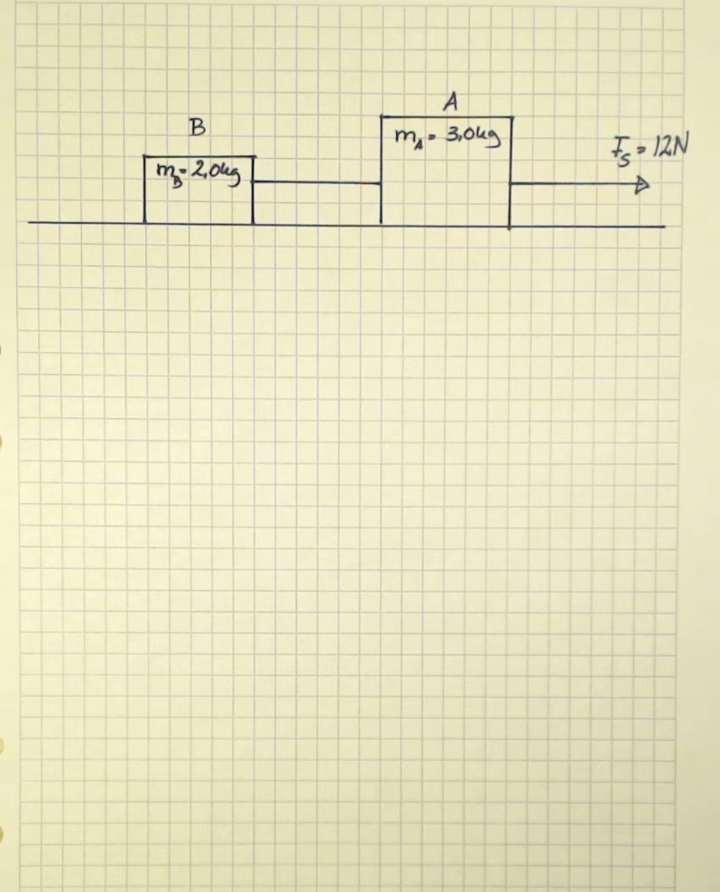 A
B
m_A = 3,0kg
F_S = 12N
m_B = 2,0kg